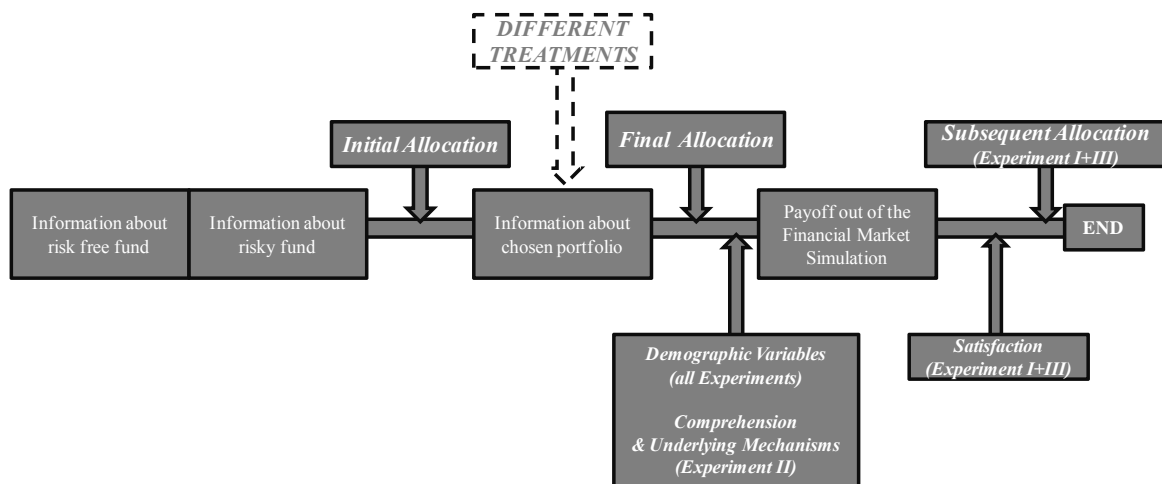 DIFFERENT
TREATMENTS
Initial Allocation
Final Allocation
Subsequent Allocation
(Experiment I+III)
Information about
risk free fund
Information about
risky fund
Information about
chosen portfolio
Payoff out of the
Financial Market
Simulation
END
Demographic Variables
(all Experiments)
Comprehension
& Underlying Mechanisms
(Experiment II)
Satisfaction
(Experiment I+III)